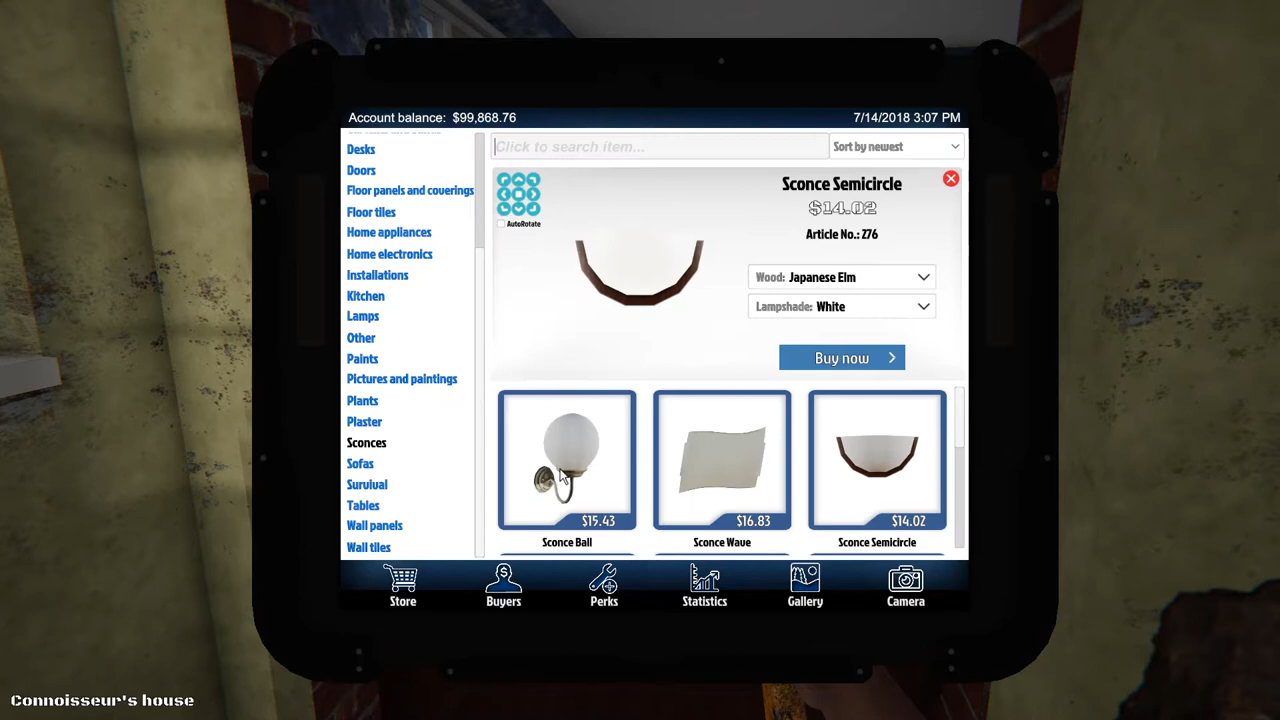 Account balance: $99,868.76
7/14/2018 3:07 PM
Desks
Doors
Floor panels and coverings
Floor tiles
Home appliances
Home electronics
Installations
Kitchen
Lamps
Other
Paints
Pictures and paintings
Plants
Plaster
Sconces
Sofas
Survival
Tables
Wall panels
Wall tiles
Click to search item...
Sort by newest
AutoRotate
Sconce Semicircle
$14.02
Article No.: Z76
Wood: Japanese Elm
Lampshade: White
Buy now
$15.43
$16.83
$14.02
Sconce Ball
Sconce Wave
Sconce Semicircle
Store
Buyers
Perks
Statistics
Gallery
Camera
Connoisseur's house